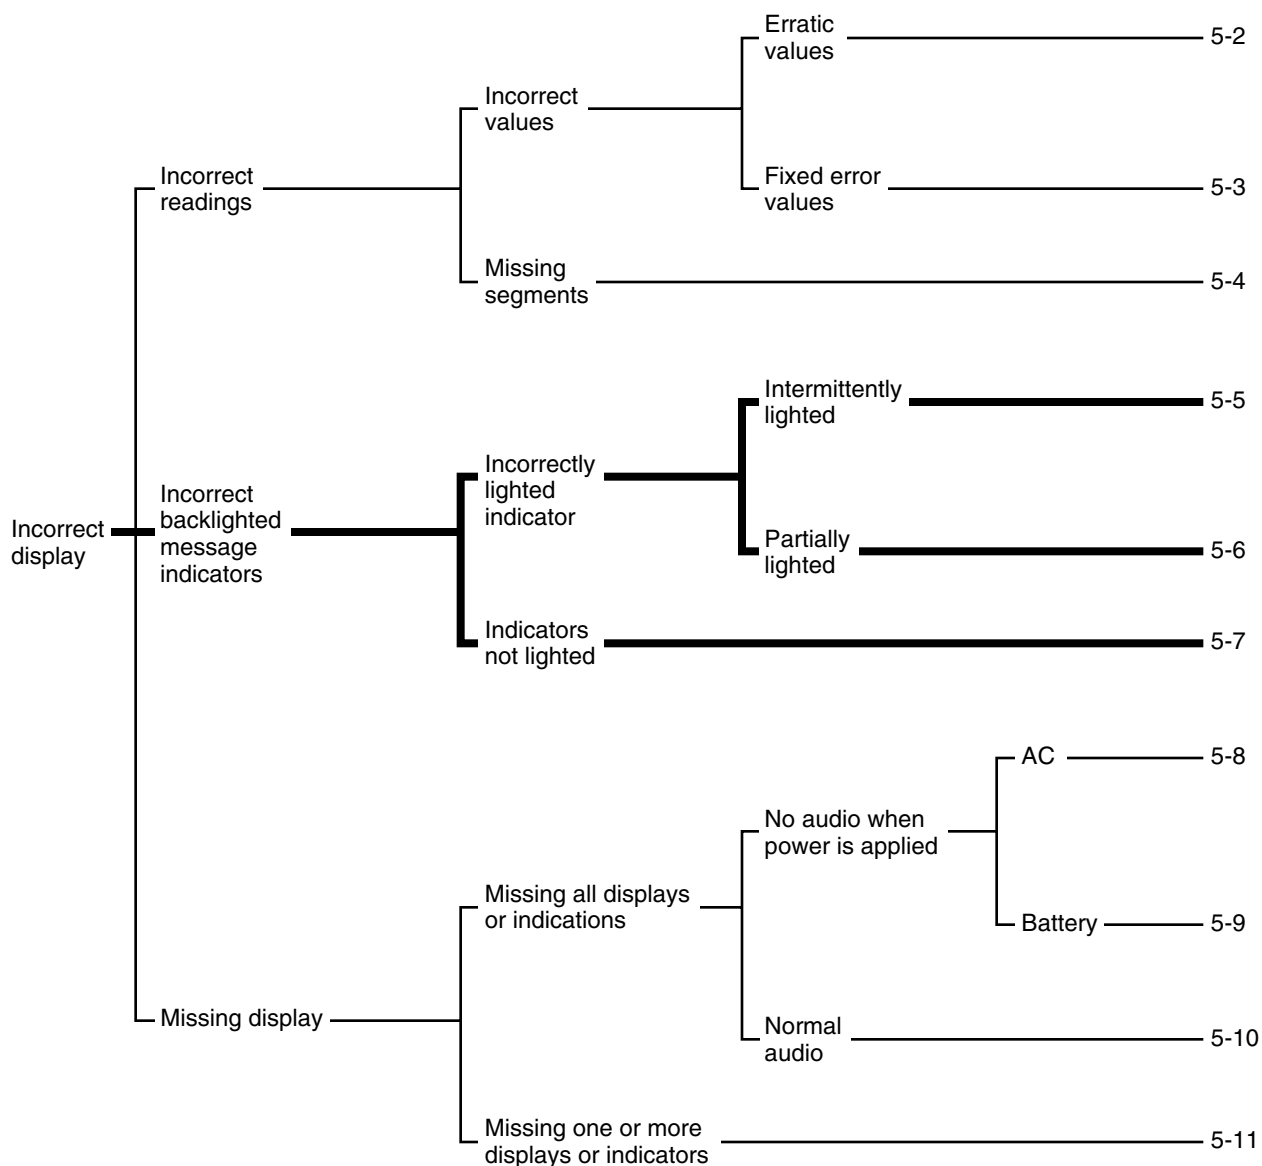 Erratic
values
5-2
Incorrect
values
Incorrect
readings
Fixed error
values
5-3
Missing
segments
5-4
Intermittently
lighted
5-5
Incorrectly
lighted
indicator
Incorrect
display
Incorrect
backlighted
message
indicators
Partially
lighted
5-6
Indicators
not lighted
5-7
AC
5-8
No audio when
power is applied
Missing all displays
or indications
Battery
5-9
Missing display
Normal
audio
5-10
Missing one or more
displays or indicators
5-11